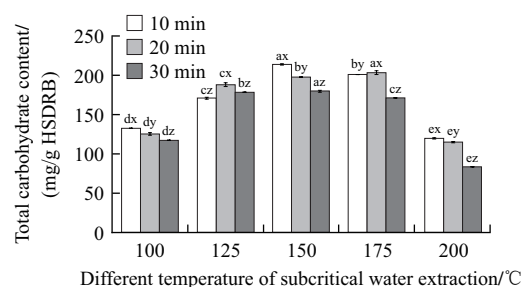 10 min
20 min
30 min
Total carbohydrate content/
(mg/g HSDRB)
250
200
150
100
50
0
dx dy dz
cz cx bz
ax by az
by ax cz
ex ey ez
100 125 150 175 200
Different temperature of subcritical water extraction/℃